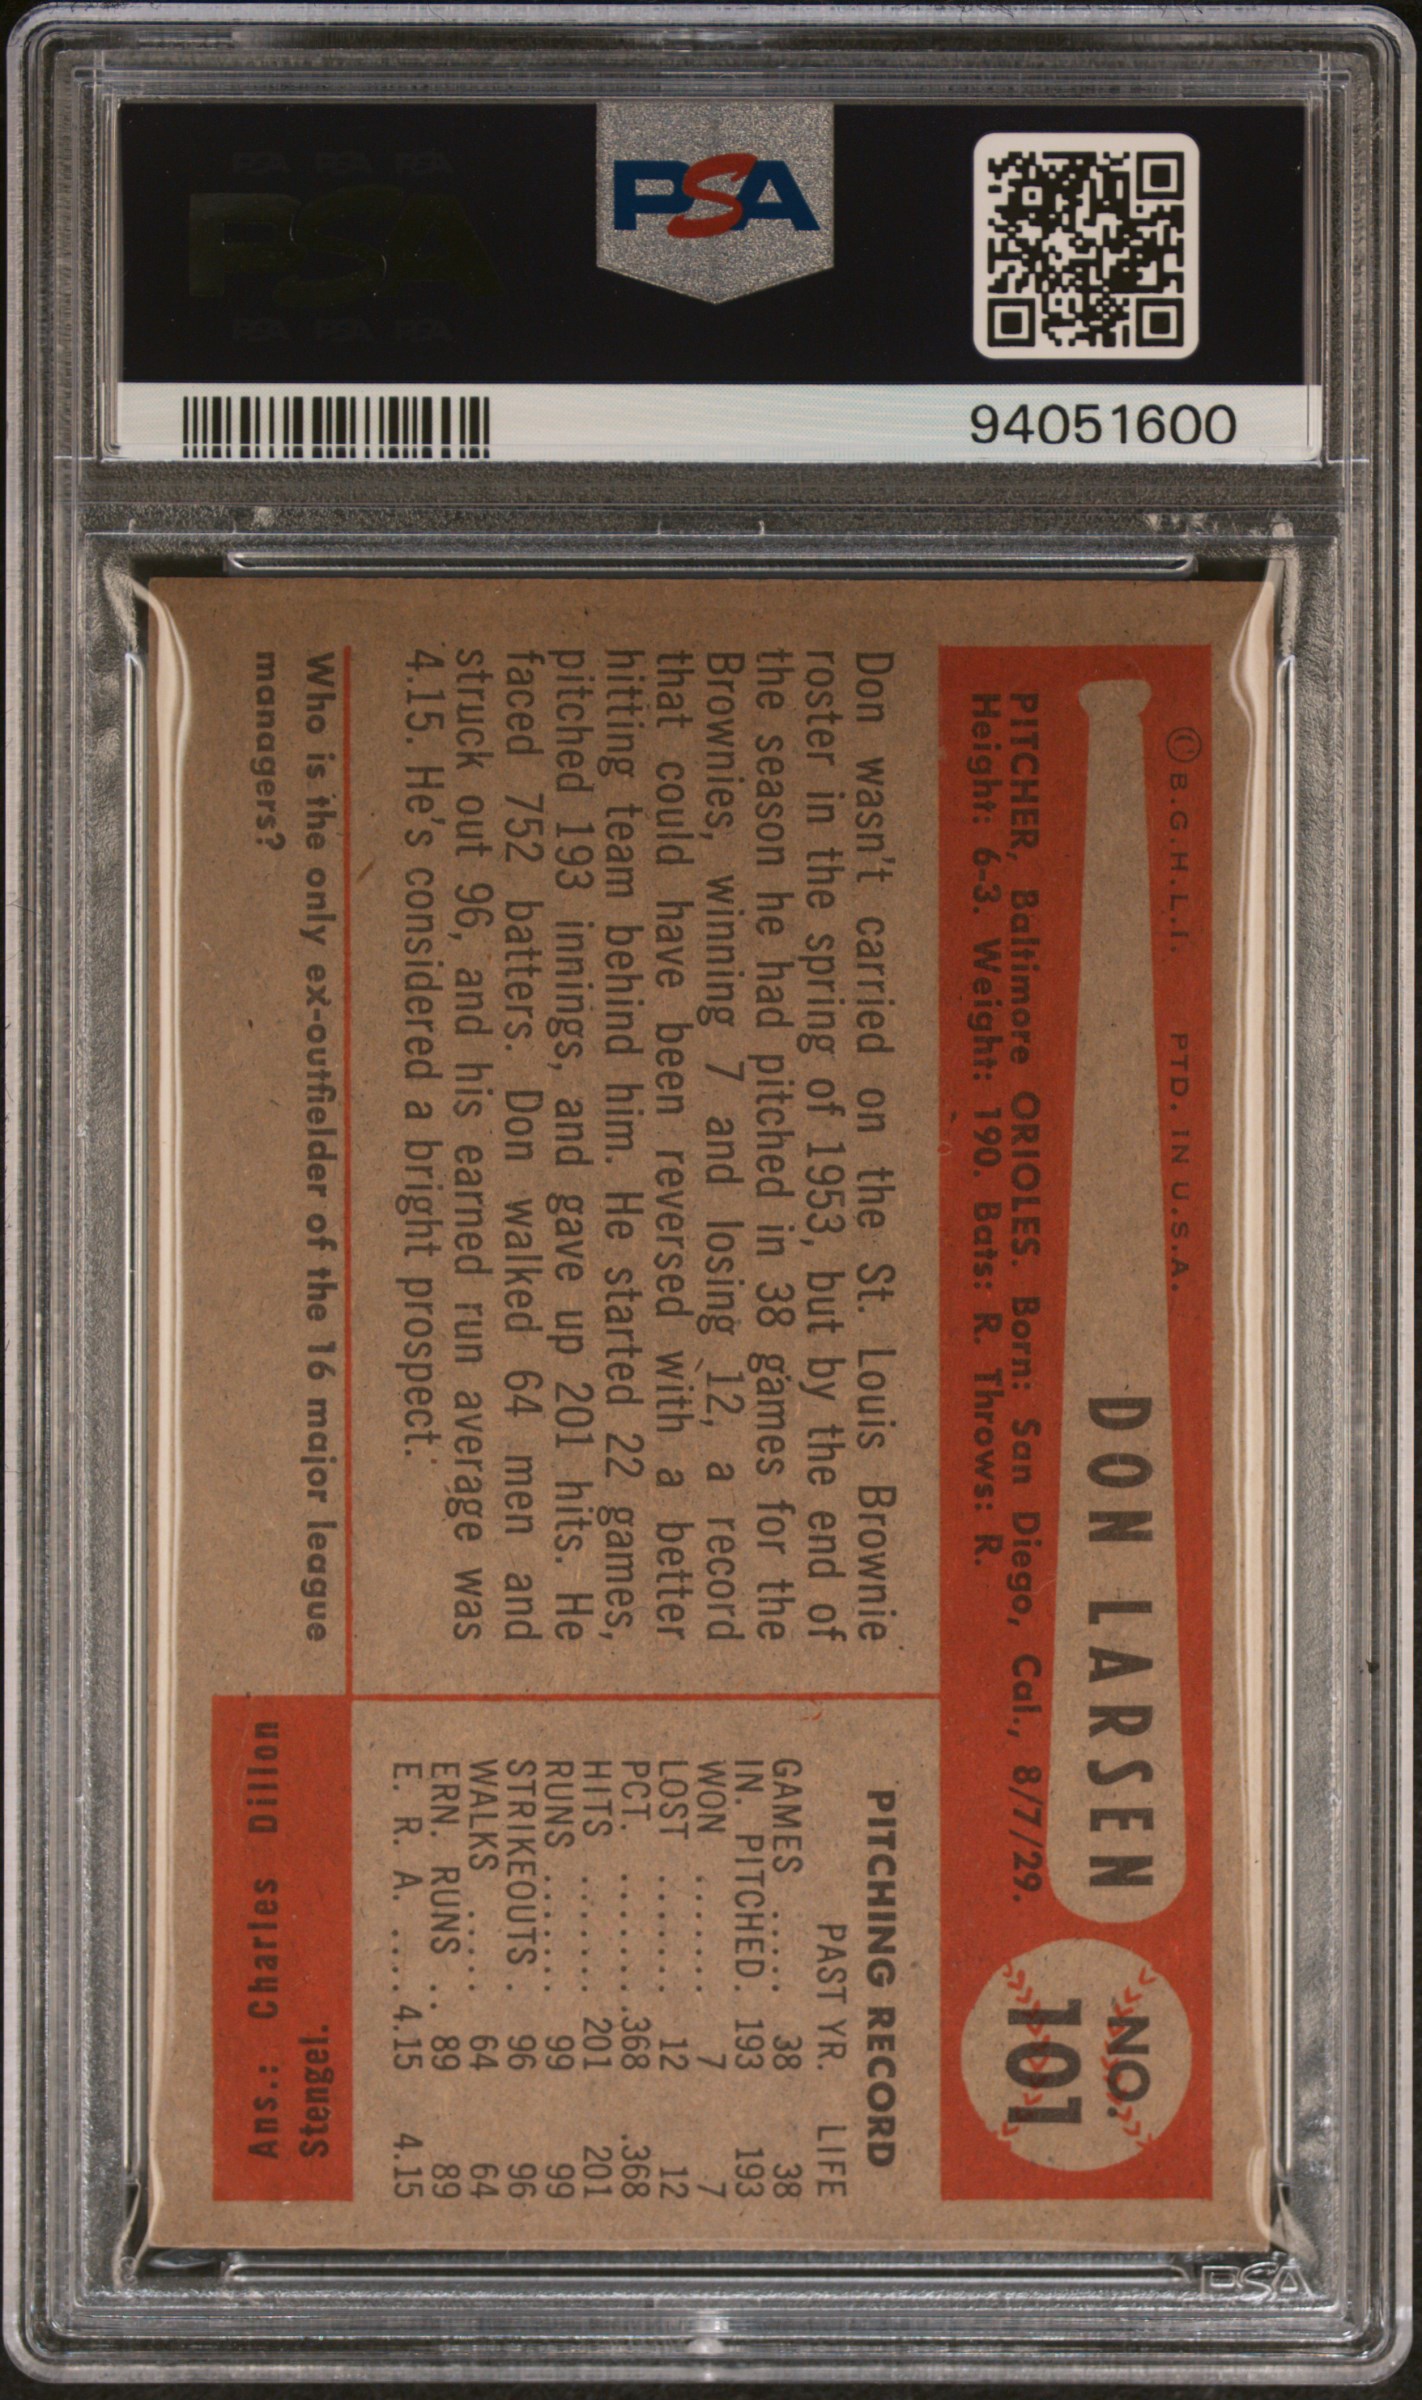 PSA PSA PSA
PSA
PSA PSA PSA
PSA
94051600
© B.G.H.L.I. PTD. IN U.S.A.
DON LARSEN
NO.
101
PITCHER, Baltimore ORIOLES. Born: San Diego, Cal., 8/7/29.
Height: 6-3. Weight: 190. Bats: R. Throws: R.
Don wasn't carried on the St. Louis Brownie
roster in the spring of 1953, but by the end of
the season he had pitched in 38 games for the
Brownies, winning 7 and losing 12, a record
that could have been reversed with a better
hitting team behind him. He started 22 games,
pitched 193 innings, and gave up 201 hits. He
faced 752 batters. Don walked 64 men and
struck out 96, and his earned run average was
4.15. He's considered a bright prospect.
PITCHING RECORD
PAST YR. LIFE
GAMES ..... 38 38
IN. PITCHED. 193 193
WON ...... 7 7
LOST ...... 12 12
PCT. .......368 .368
HITS ...... 201 201
RUNS ...... 99 99
STRIKEOUTS . 96 96
WALKS ..... 64 64
ERN. RUNS .. 89 89
E. R. A. ....4.15 4.15
Who is the only ex-outfielder of the 16 major league
managers?
Ans.: Charles Dillon
Stengel.
PSA